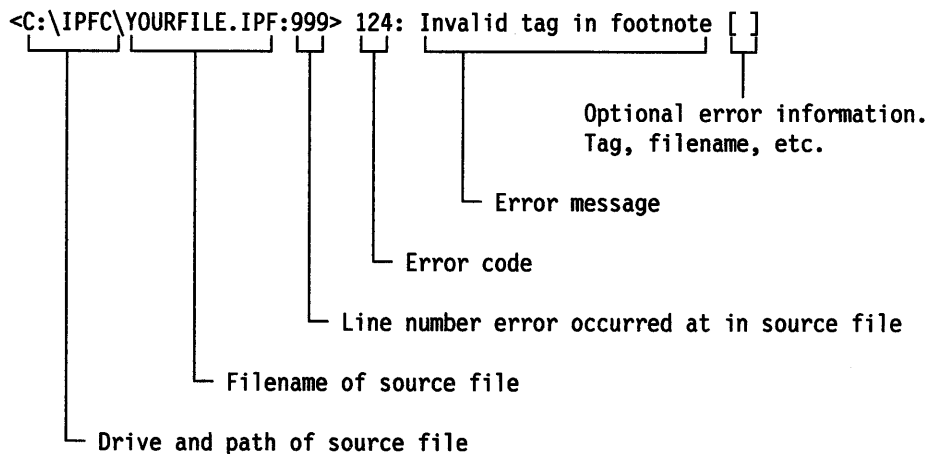 <C:\IPFC\YOURFILE.IPF:999> 124: Invalid tag in footnote [ ]
Optional error information.
Tag, filename, etc.
Error message
Error code
Line number error occurred at in source file
Filename of source file
Drive and path of source file